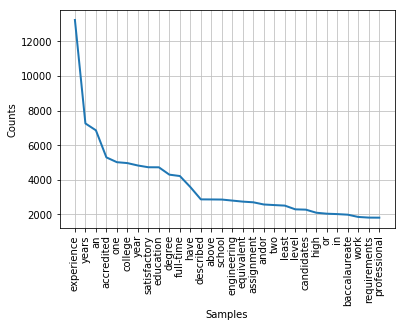 12000
10000
8000
6000
4000
2000
Counts
experience
years
an
accredited
one
college
year
satisfactory
education
degree
full-time
have
described
above
school
engineering
equivalent
assignment
andor
two
least
level
candidates
high
or
in
baccalaureate
work
requirements
professional
Samples